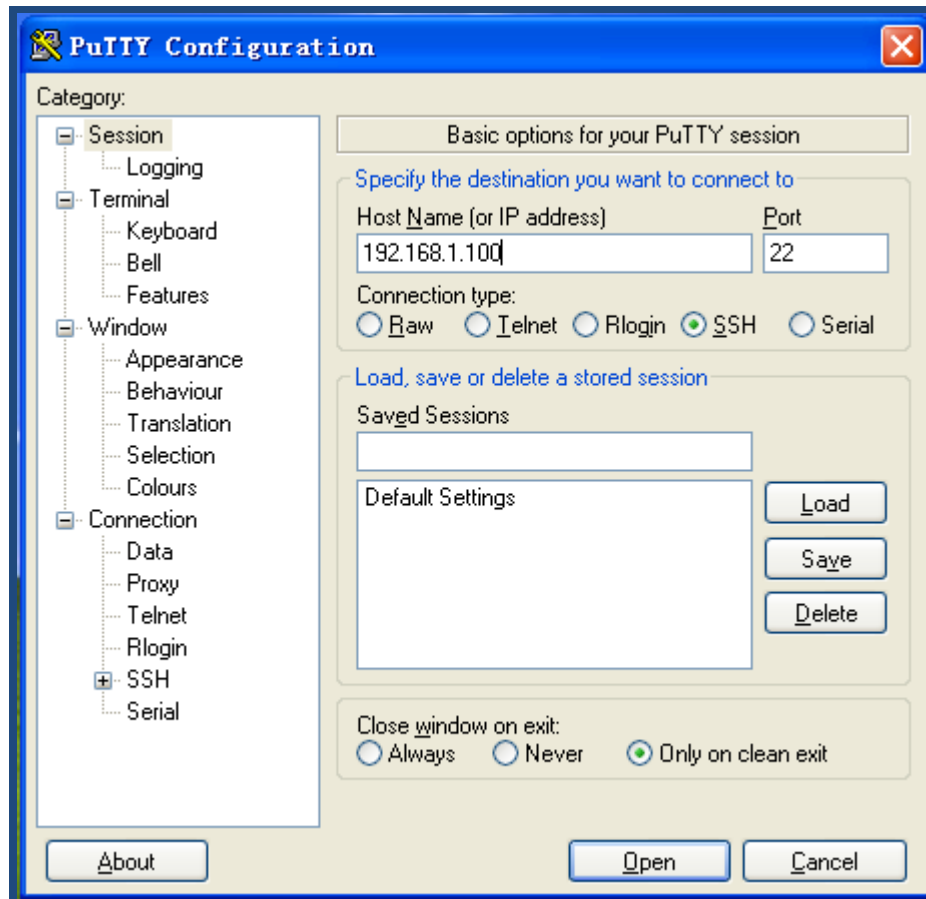 PuTTY Configuration
Category:
Session
Logging
Terminal
Keyboard
Bell
Features
Window
Appearance
Behaviour
Translation
Selection
Colours
Connection
Data
Proxy
Telnet
Rlogin
SSH
Serial
Basic options for your PuTTY session
Specify the destination you want to connect to
Host Name (or IP address) Port
192.168.1.100 22
Connection type:
Raw Telnet Rlogin SSH Serial
Load, save or delete a stored session
Saved Sessions
Default Settings
Load
Save
Delete
Close window on exit:
Always Never Only on clean exit
About Open Cancel